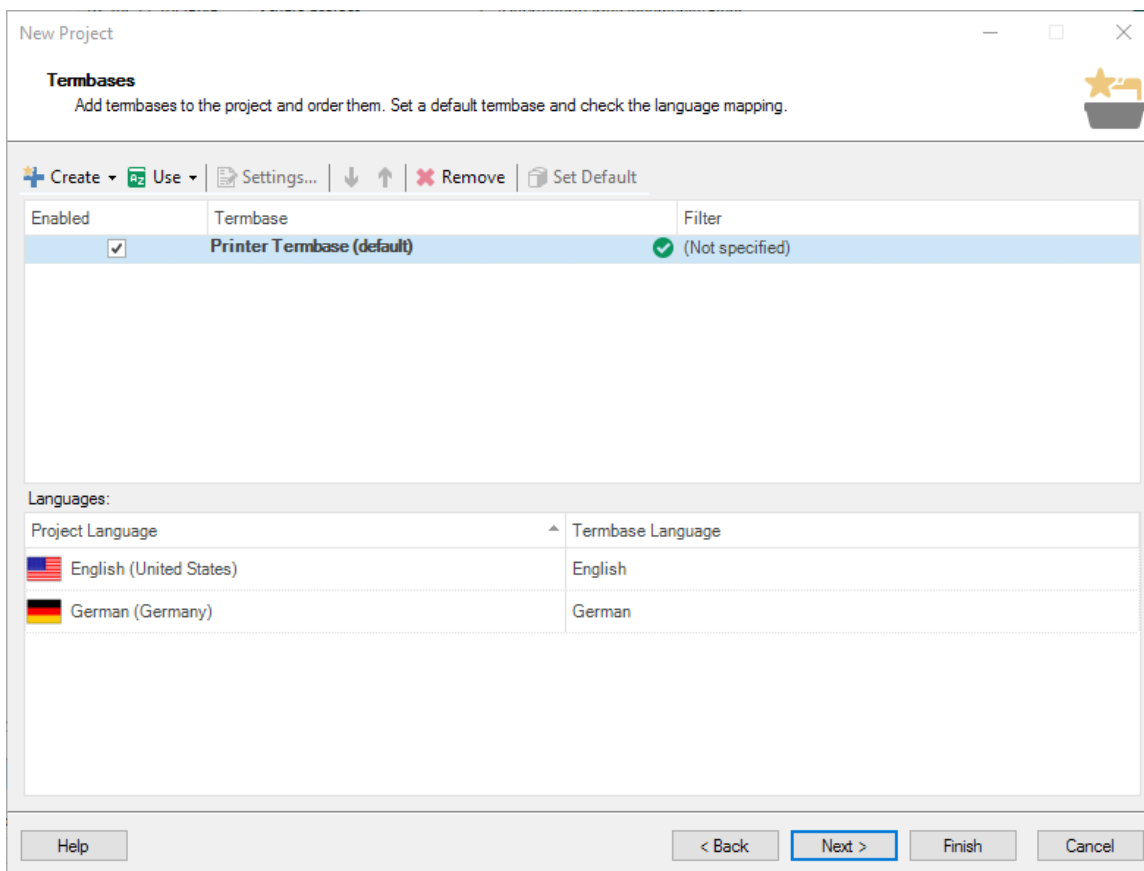 New Project
Termbases
Add termbases to the project and order them. Set a default termbase and check the language mapping.
Create Use Settings... Remove Set Default
Enabled Termbase Filter
Printer Termbase (default) (Not specified)
Languages:
Project Language Termbase Language
English (United States) English
German (Germany) German
Help < Back Next > Finish Cancel